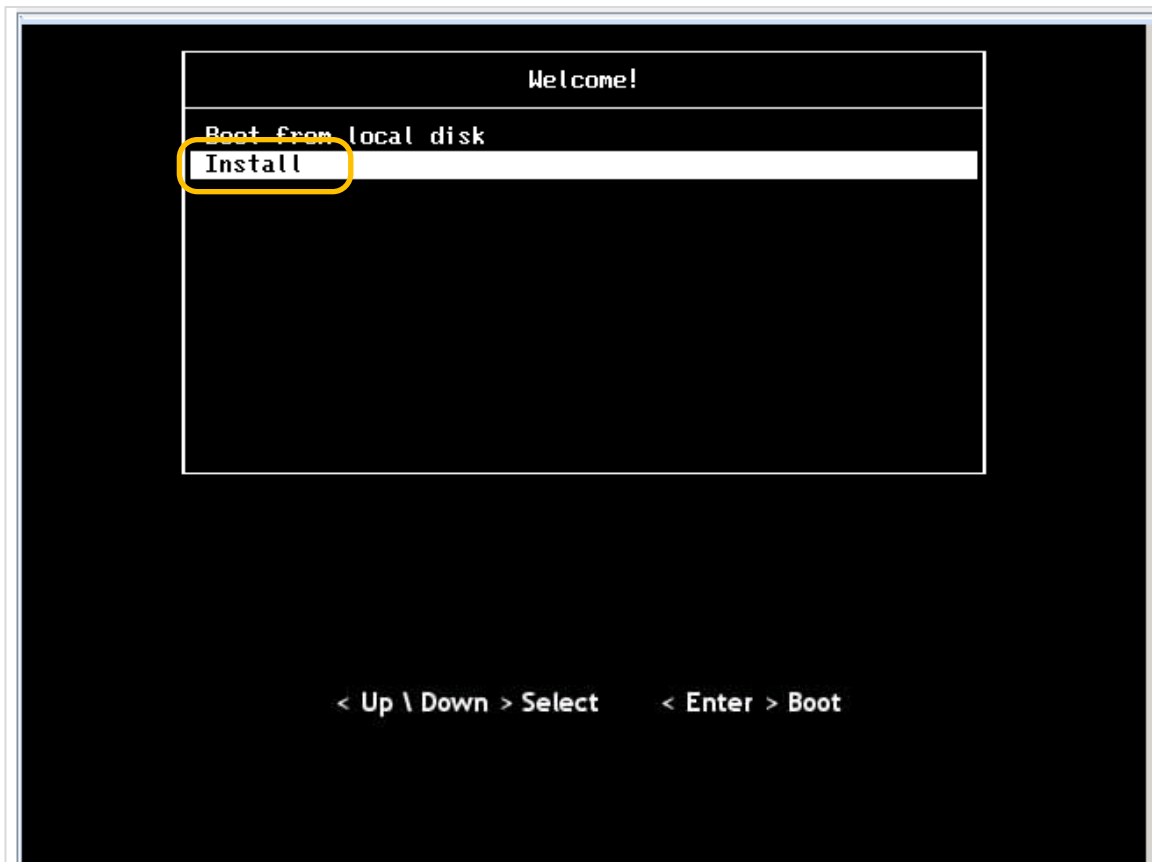 Welcome!
Boot from local disk
Install
< Up \ Down > Select < Enter > Boot